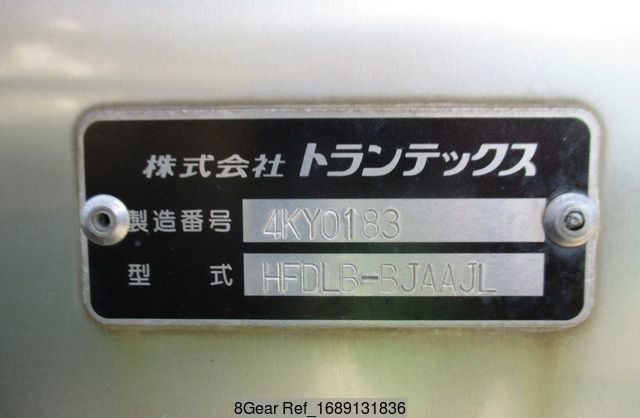 株式会社 トランテックス
製造番号 4KY0183
型式 HFDLB-BJAAJL
8Gear Ref_1689131836